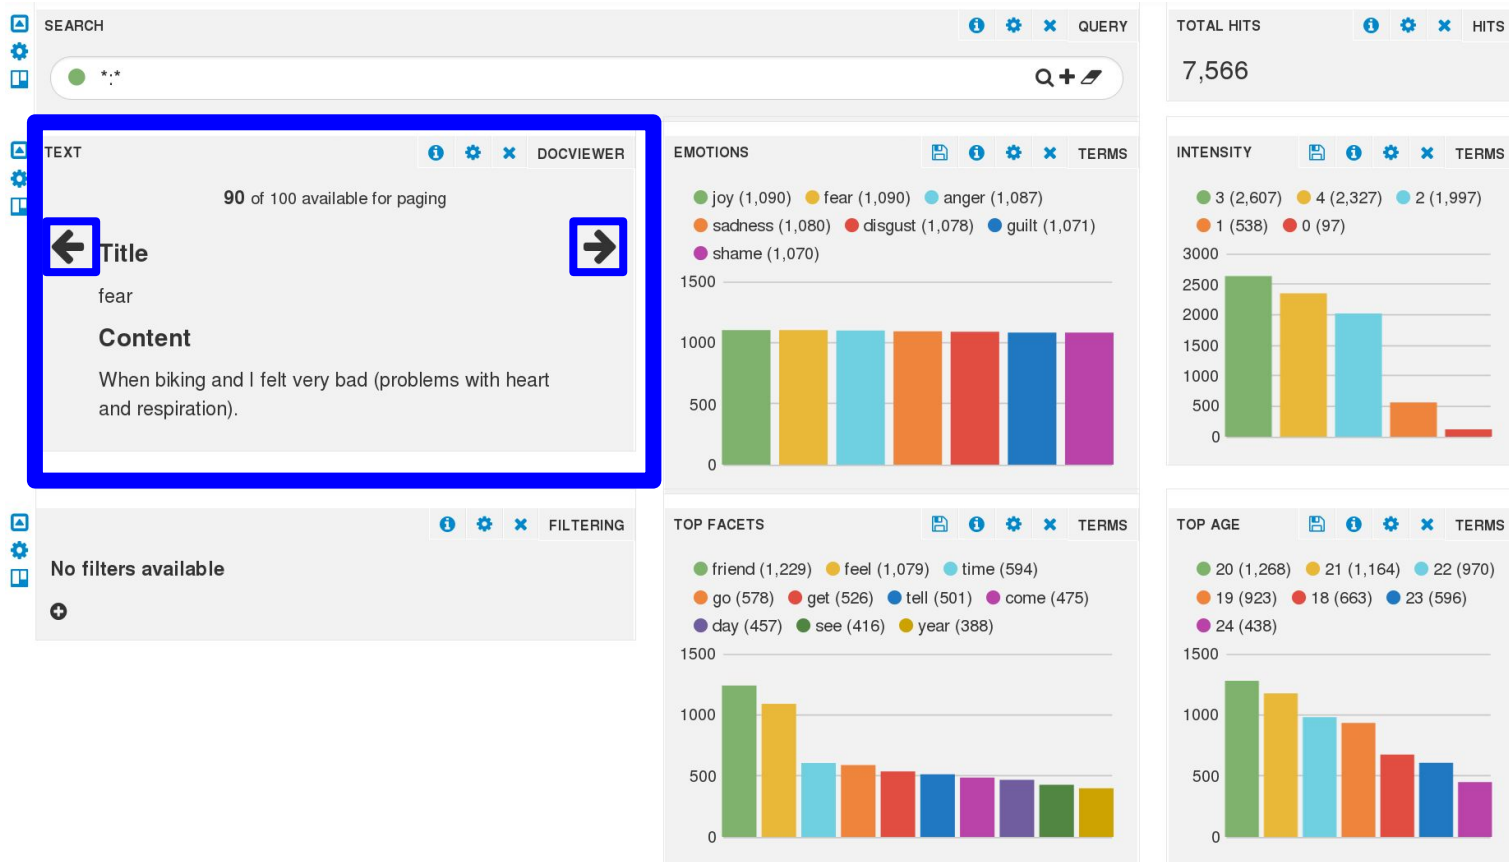 SEARCH
QUERY
*:*
TOTAL HITS
HITS
7,566
TEXT
DOCVIEWER
90 of 100 available for paging
Title
fear
Content
When biking and I felt very bad (problems with heart
and respiration).
EMOTIONS
TERMS
joy (1,090) fear (1,090) anger (1,087)
sadness (1,080) disgust (1,078) guilt (1,071)
shame (1,070)
1500
1000
500
0
INTENSITY
TERMS
3 (2,607) 4 (2,327) 2 (1,997)
1 (538) 0 (97)
3000
2500
2000
1500
1000
500
0
FILTERING
No filters available
TOP FACETS
TERMS
friend (1,229) feel (1,079) time (594)
go (578) get (526) tell (501) come (475)
day (457) see (416) year (388)
1500
1000
500
0
TOP AGE
TERMS
20 (1,268) 21 (1,164) 22 (970)
19 (923) 18 (663) 23 (596)
24 (438)
1500
1000
500
0